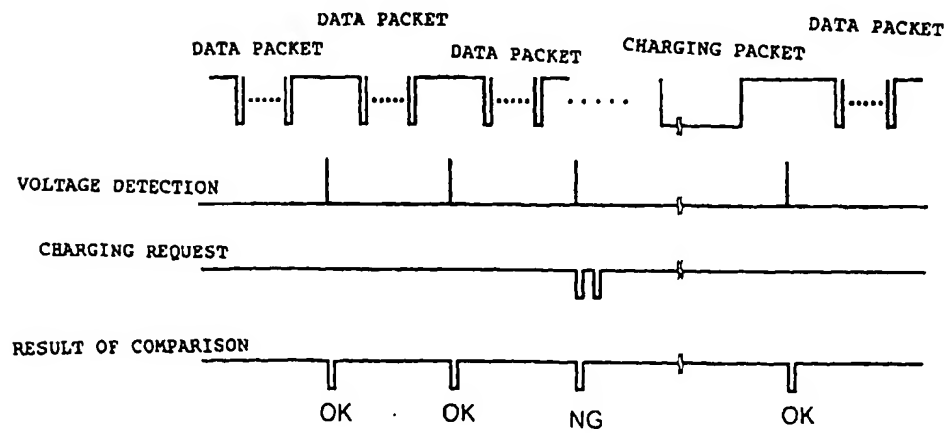 DATA PACKET
DATA PACKET
DATA PACKET
DATA PACKET
CHARGING PACKET
VOLTAGE DETECTION
CHARGING REQUEST
RESULT OF COMPARISON
OK
OK
NG
OK